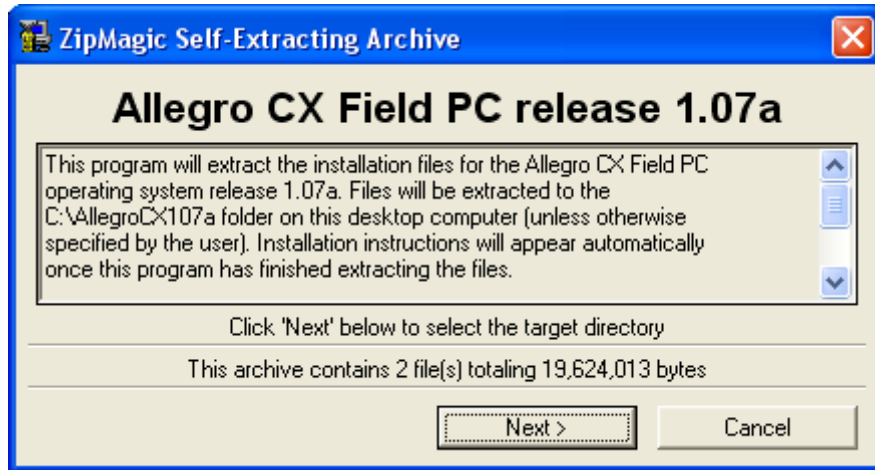 ZipMagic Self-Extracting Archive
Allegro CX Field PC release 1.07a
This program will extract the installation files for the Allegro CX Field PC
operating system release 1.07a. Files will be extracted to the
C:\AllegroCX107a folder on this desktop computer (unless otherwise
specified by the user). Installation instructions will appear automatically
once this program has finished extracting the files.
Click 'Next' below to select the target directory
This archive contains 2 file(s) totaling 19,624,013 bytes
Next > Cancel